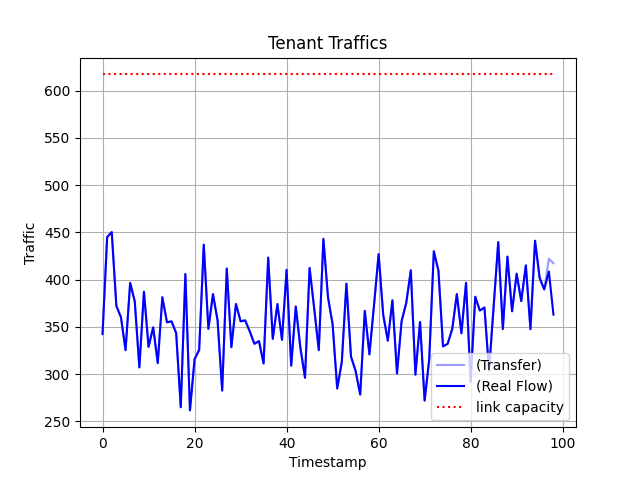 Tenant Traffics
600
550
500
450
400
350
300
250
Traffic
0 20 40 60 80 100
Timestamp
(Transfer)
(Real Flow)
link capacity